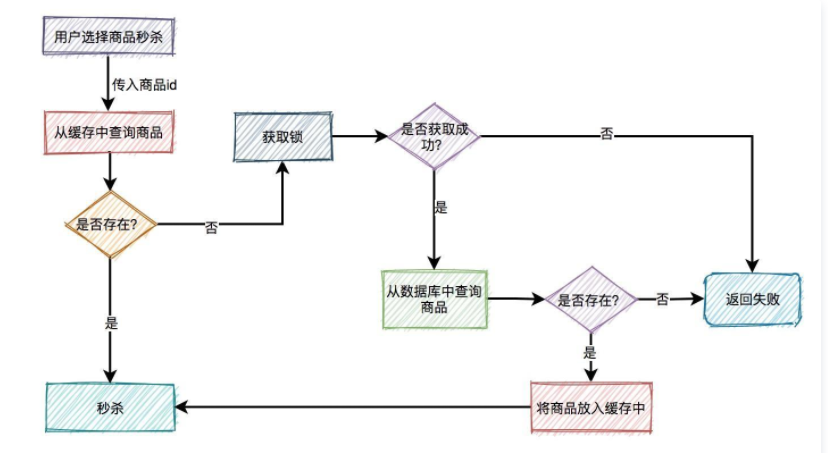 用户选择商品秒杀
传入商品id
从缓存中查询商品
获取锁
是否获取成
功?
否
是否存在?
否
是
从数据库中查询
商品
是否存在?
否
返回失败
是
是
秒杀
将商品放入缓存中